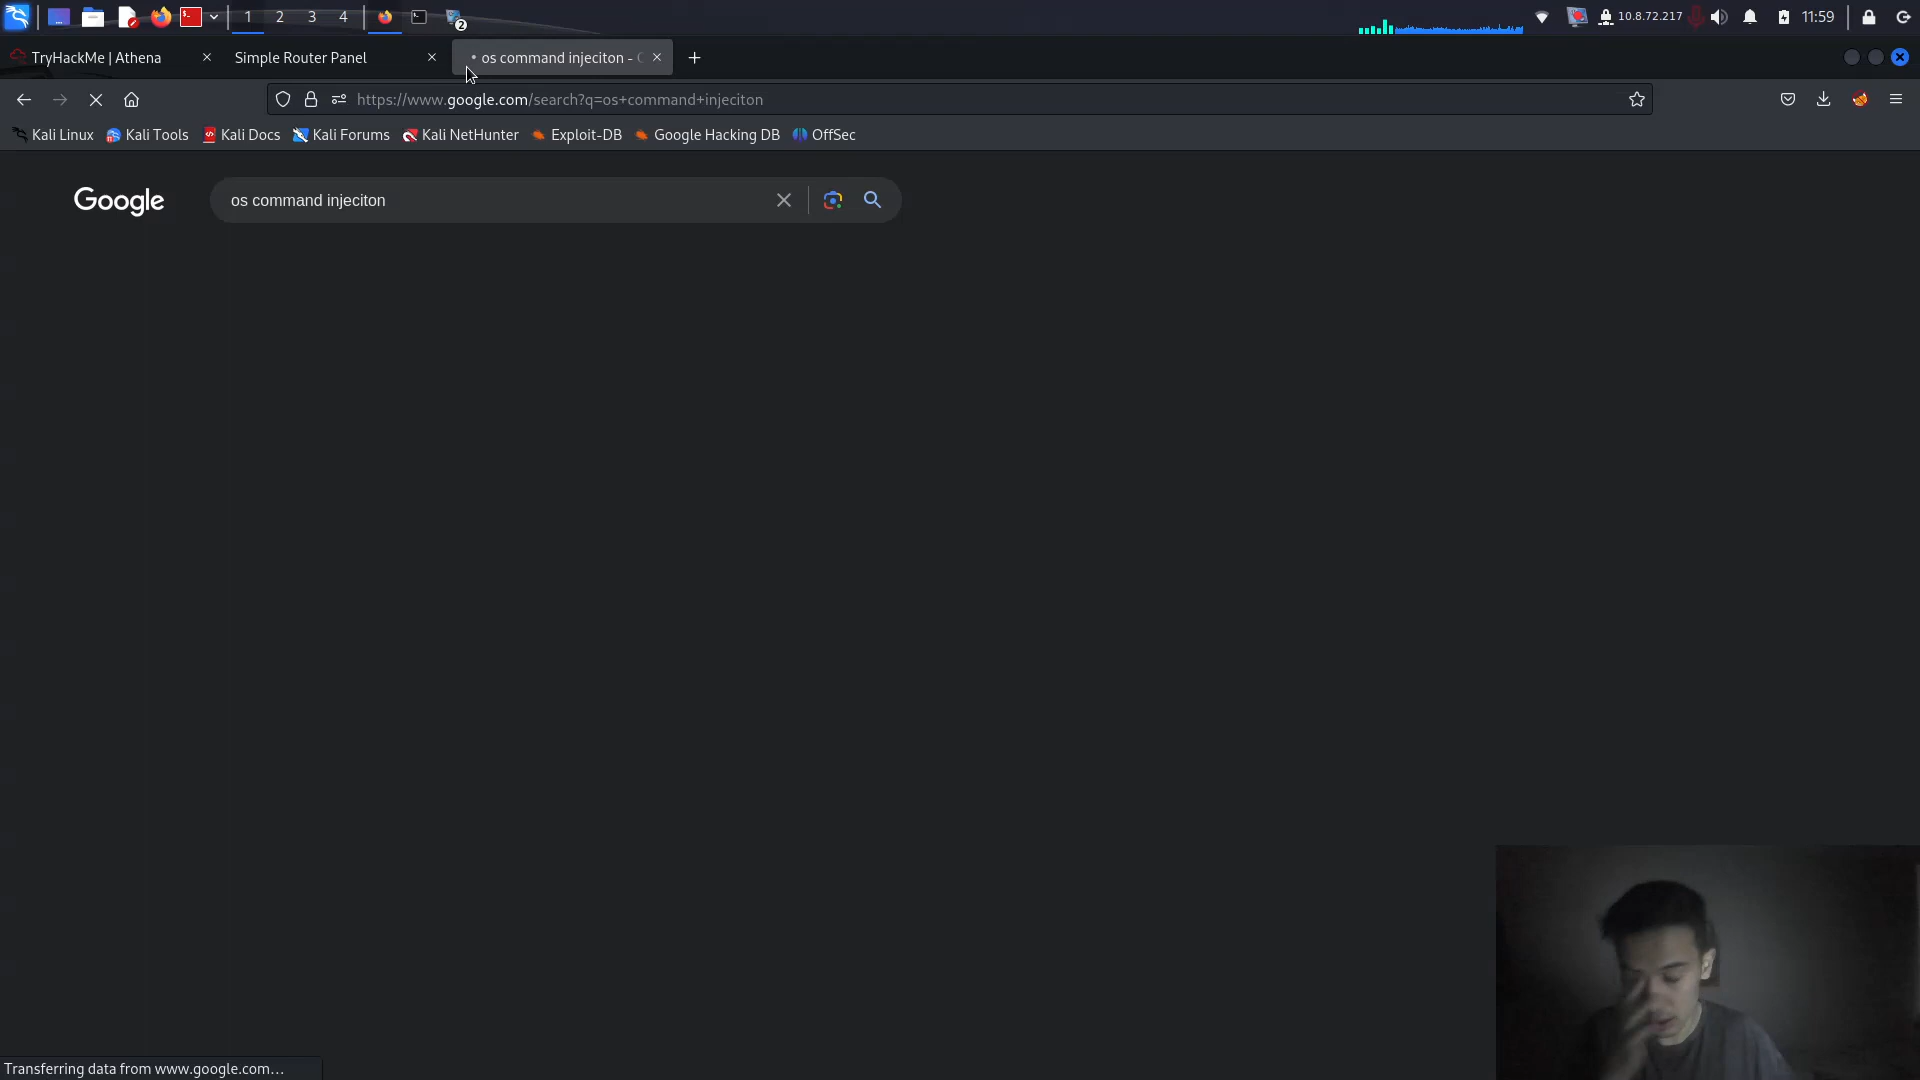 1 2 3 4
2
10.8.72.217
11:59
TryHackMe | Athena
Simple Router Panel
os command injeciton -
https://www.google.com/search?q=os+command+injeciton
Kali Linux
Kali Tools
Kali Docs
Kali Forums
Kali NetHunter
Exploit-DB
Google Hacking DB
OffSec
Google
os command injeciton
Transferring data from www.google.com…